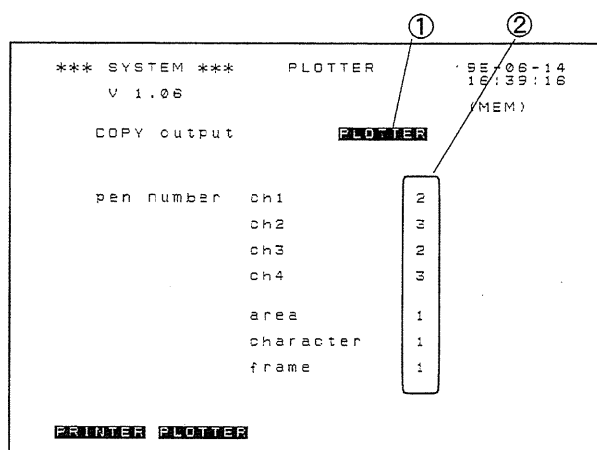 ① ②
*** SYSTEM *** PLOTTER 95-06-14
V 1.06 16:39:16
(MEM)
COPY output PLOTTER
pen number ch1 2
ch2 3
ch3 2
ch4 3
area 1
character 1
frame 1
PRINTER PLOTTER